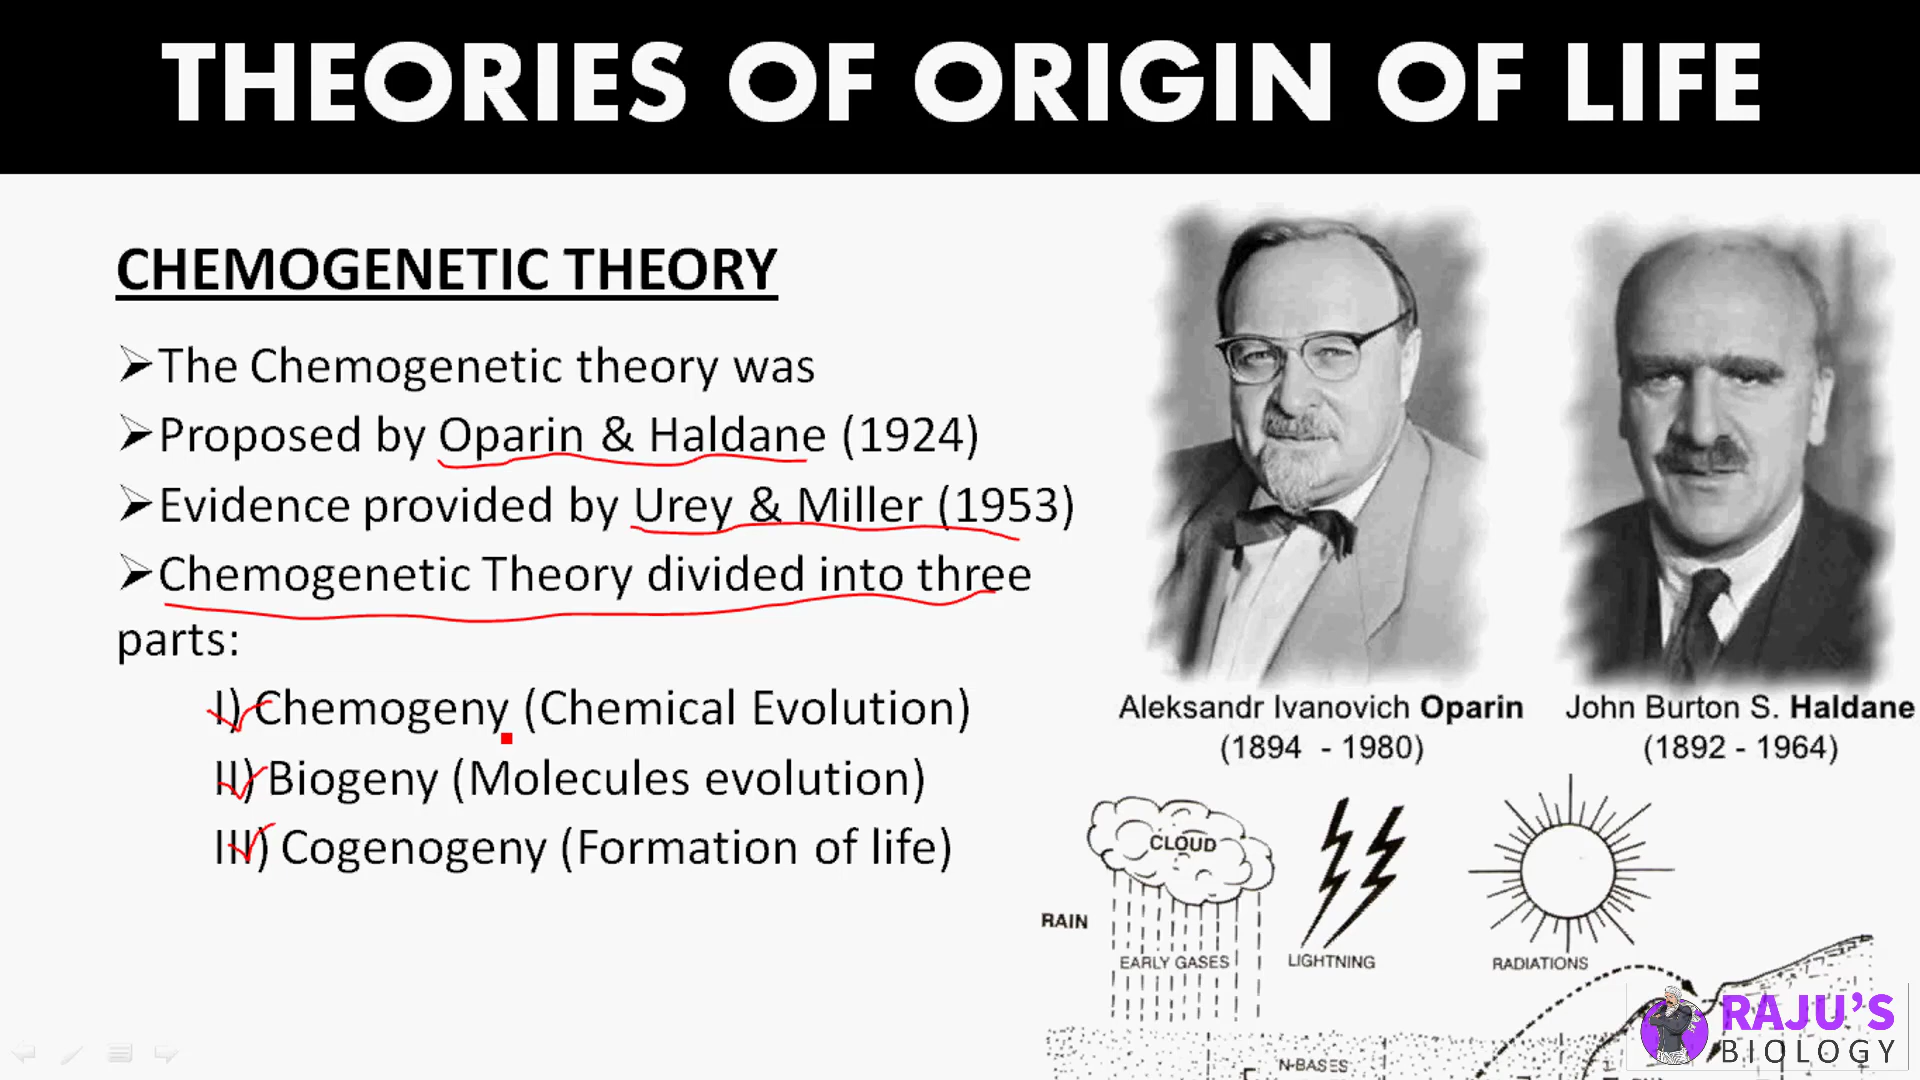 THEORIES OF ORIGIN OF LIFE
CHEMOGENETIC THEORY
The Chemogenetic theory was
Proposed by Oparin & Haldane (1924)
Evidence provided by Urey & Miller (1953)
Chemogenetic Theory divided into three
parts:
I) Chemogeny (Chemical Evolution)
II) Biogeny (Molecules evolution)
III) Cogenogeny (Formation of life)
Aleksandr Ivanovich Oparin
(1894 - 1980)
John Burton S. Haldane
(1892 - 1964)
CLOUD
RAIN
EARLY GASES
LIGHTNING
RADIATIONS
N-BASES
RAJU'S
BIOLOGY